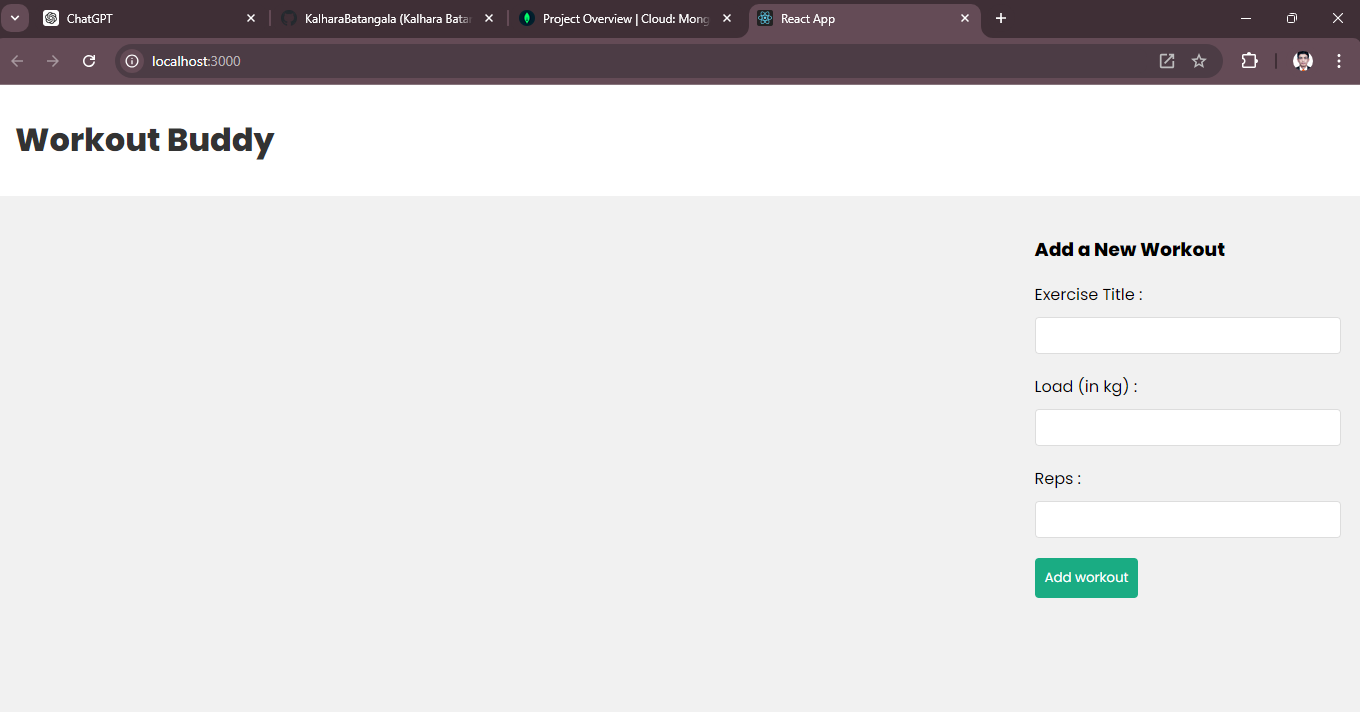 ChatGPT
KalharaBatangala (Kalhara Batan
Project Overview | Cloud: Mong
React App
localhost:3000
Workout Buddy
Add a New Workout
Exercise Title :
Load (in kg) :
Reps :
Add workout